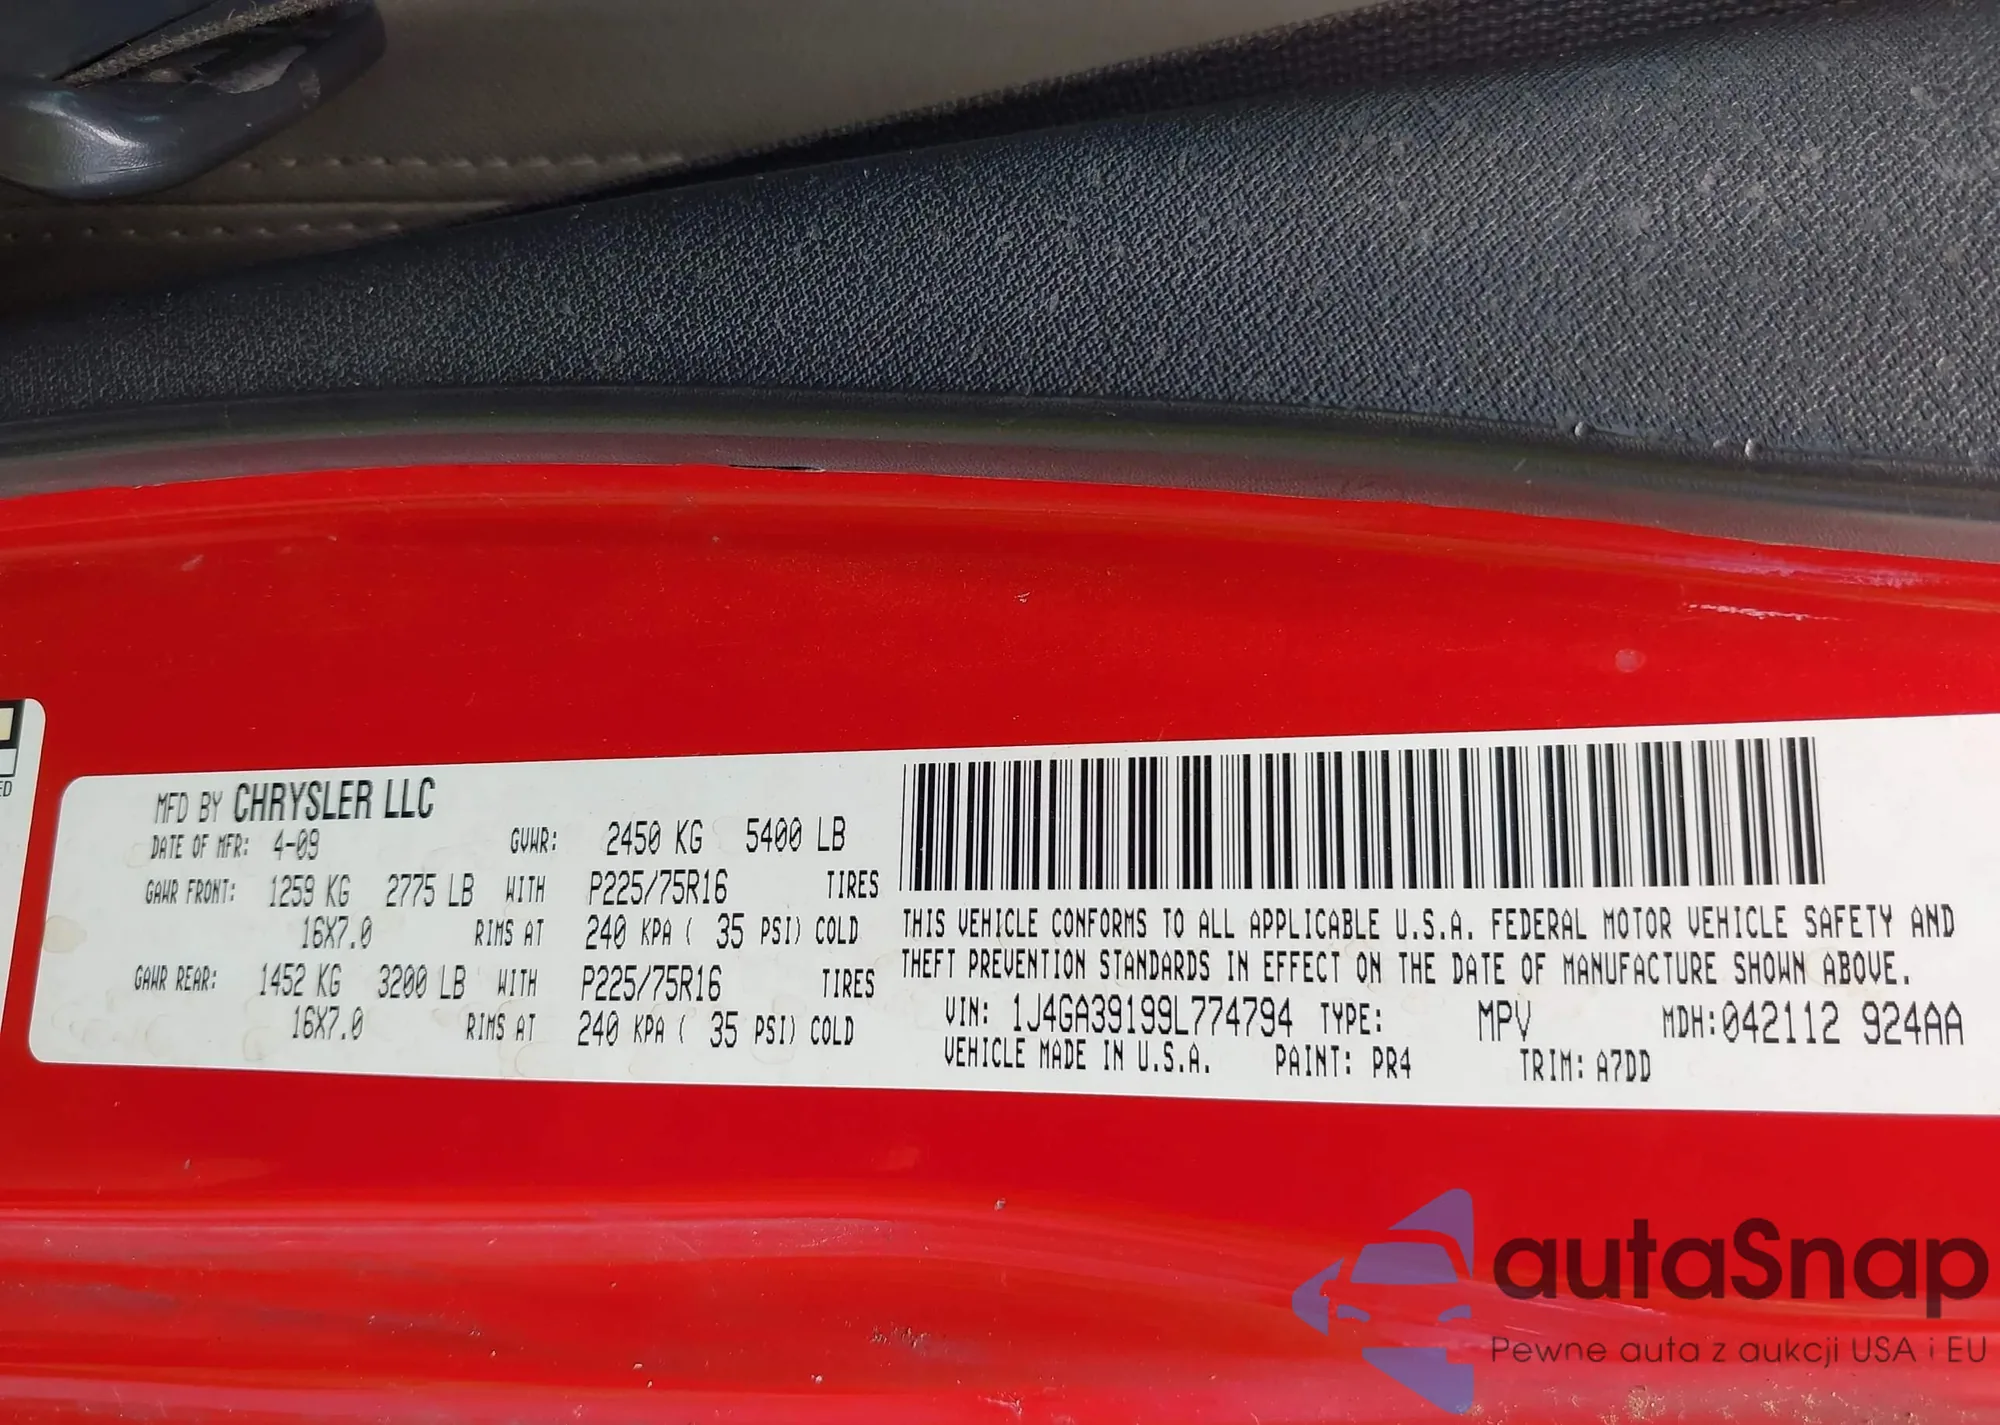 ED
MFD BY CHRYSLER LLC
DATE OF MFR: 4-09 GVWR: 2450 KG 5400 LB
GAWR FRONT: 1259 KG 2775 LB WITH P225/75R16 TIRES
16X7.0 RIMS AT 240 KPA ( 35 PSI) COLD
GAWR REAR: 1452 KG 3200 LB WITH P225/75R16 TIRES
16X7.0 RIMS AT 240 KPA ( 35 PSI) COLD
THIS VEHICLE CONFORMS TO ALL APPLICABLE U.S.A. FEDERAL MOTOR VEHICLE SAFETY AND
THEFT PREVENTION STANDARDS IN EFFECT ON THE DATE OF MANUFACTURE SHOWN ABOVE.
VIN: 1J4GA39199L774794 TYPE: MPV MDH:042112 924AA
VEHICLE MADE IN U.S.A. PAINT: PR4 TRIM: A7DD
autaSnap
Pewne auta z aukcji USA i EU